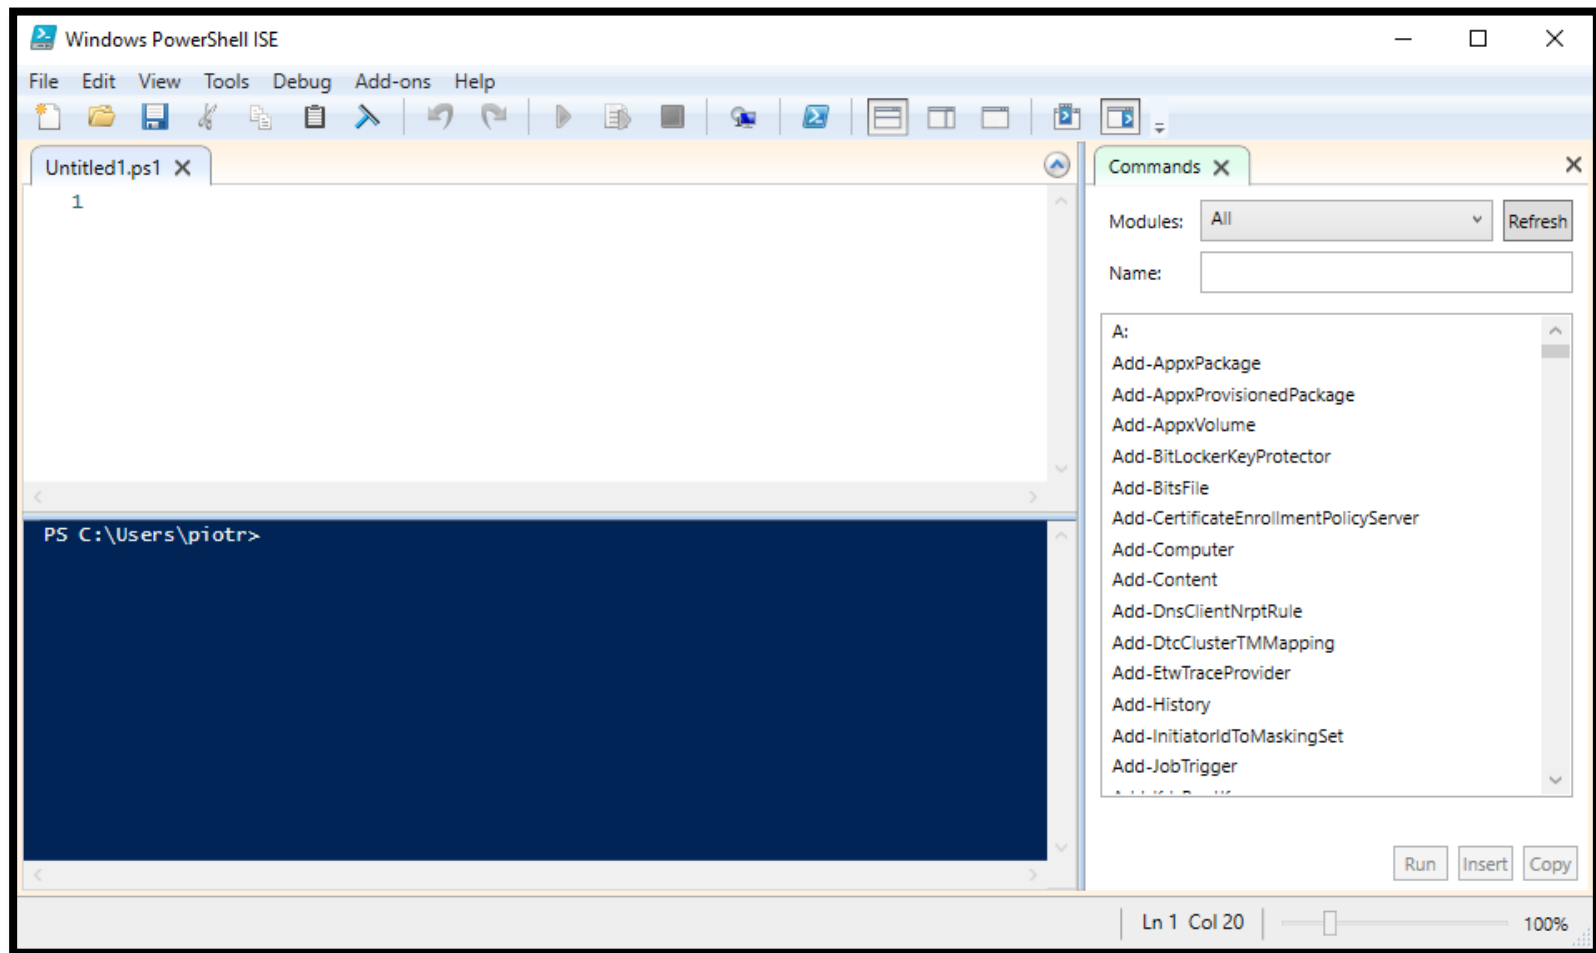 Windows PowerShell ISE
File Edit View Tools Debug Add-ons Help
Untitled1.ps1
1
PS C:\Users\piotr>
Commands
Modules: All Refresh
Name:
A:
Add-AppxPackage
Add-AppxProvisionedPackage
Add-AppxVolume
Add-BitLockerKeyProtector
Add-BitsFile
Add-CertificateEnrollmentPolicyServer
Add-Computer
Add-Content
Add-DnsClientNrptRule
Add-DtcClusterTMMapping
Add-EtwTraceProvider
Add-History
Add-InitiatorIdToMaskingSet
Add-JobTrigger
Run Insert Copy
Ln 1 Col 20 100%